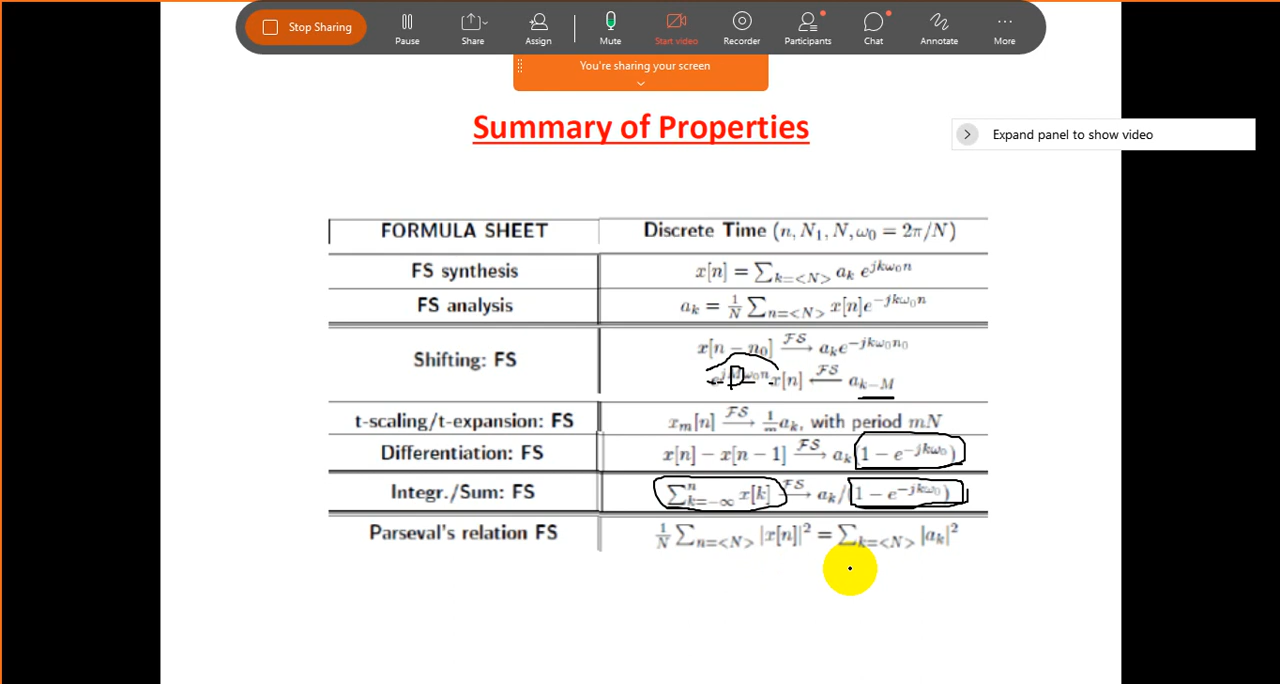 Stop Sharing
Pause
Share
Assign
Mute
Start video
Recorder
Participants
Chat
Annotate
More
You're sharing your screen
Summary of Properties
Expand panel to show video
FORMULA SHEET Discrete Time (n, N₁, N, ω₀ = 2π/N)
FS synthesis x[n] = ∑ₖ₌<N> aₖ e^{jkω₀n}
FS analysis aₖ = 1/N ∑ₙ₌<N> x[n]e^{−jkω₀n}
Shifting: FS x[n − n₀] FS⟶ aₖe^{−jkω₀n₀}
e^{jMω₀n}x[n] FS⟵ a_{k−M}
t-scaling/t-expansion: FS xₘ[n] FS⟶ 1/m aₖ, with period mN
Differentiation: FS x[n] − x[n − 1] FS⟶ aₖ(1 − e^{−jkω₀})
Integr./Sum: FS ∑ⁿₖ₌₋∞ x[k] FS⟶ aₖ/(1 − e^{−jkω₀})
Parseval's relation FS 1/N ∑ₙ₌<N> |x[n]|² = ∑ₖ₌<N> |aₖ|²